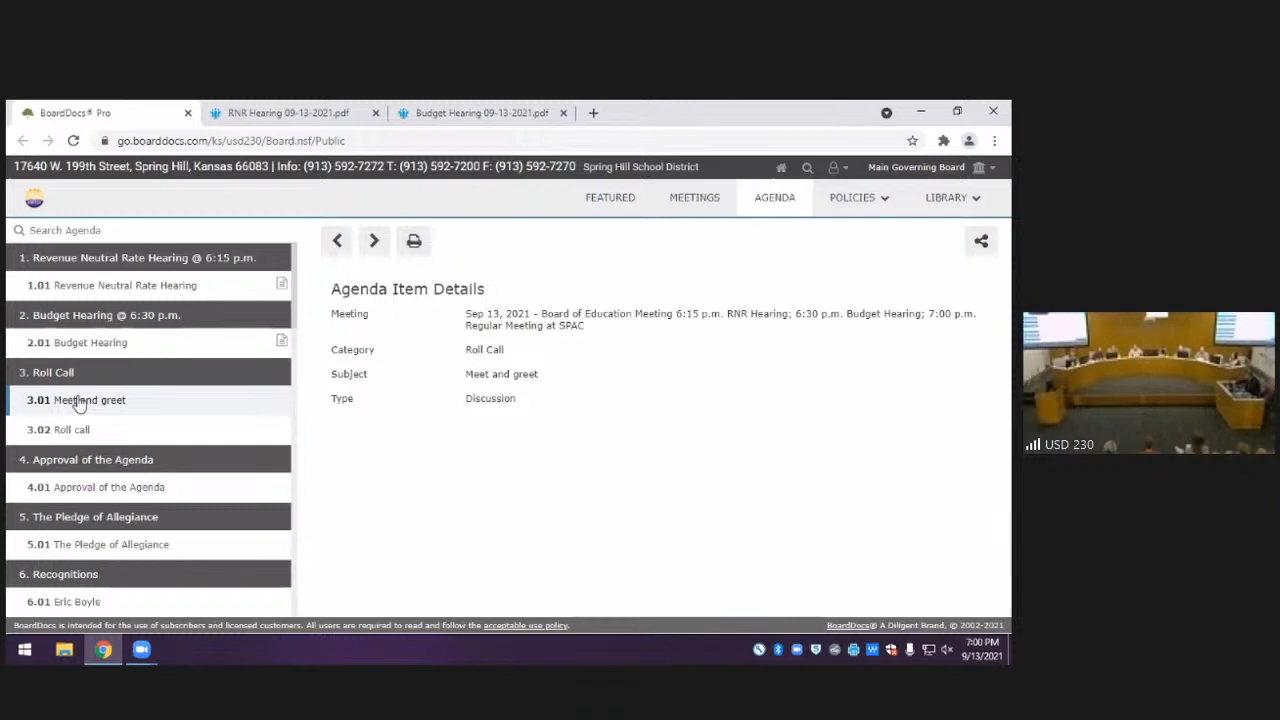 BoardDocs® Pro
RNR Hearing 09-13-2021.pdf
Budget Hearing 09-13-2021.pdf
go.boarddocs.com/ks/usd230/Board.nsf/Public
17640 W. 199th Street, Spring Hill, Kansas 66083 | Info: (913) 592-7272 T: (913) 592-7200 F: (913) 592-7270 Spring Hill School District
Main Governing Board
FEATURED MEETINGS AGENDA POLICIES LIBRARY
Search Agenda
1. Revenue Neutral Rate Hearing @ 6:15 p.m.
1.01 Revenue Neutral Rate Hearing
2. Budget Hearing @ 6:30 p.m.
2.01 Budget Hearing
3. Roll Call
3.01 Meet and greet
3.02 Roll call
4. Approval of the Agenda
4.01 Approval of the Agenda
5. The Pledge of Allegiance
5.01 The Pledge of Allegiance
6. Recognitions
6.01 Eric Boyle
Agenda Item Details
Meeting Sep 13, 2021 - Board of Education Meeting 6:15 p.m. RNR Hearing; 6:30 p.m. Budget Hearing; 7:00 p.m.
Regular Meeting at SPAC
Category Roll Call
Subject Meet and greet
Type Discussion
USD 230
BoardDocs is intended for the use of subscribers and licensed customers. All users are required to read and follow the acceptable use policy.
BoardDocs® A Diligent Brand, © 2002-2021
7:00 PM
9/13/2021